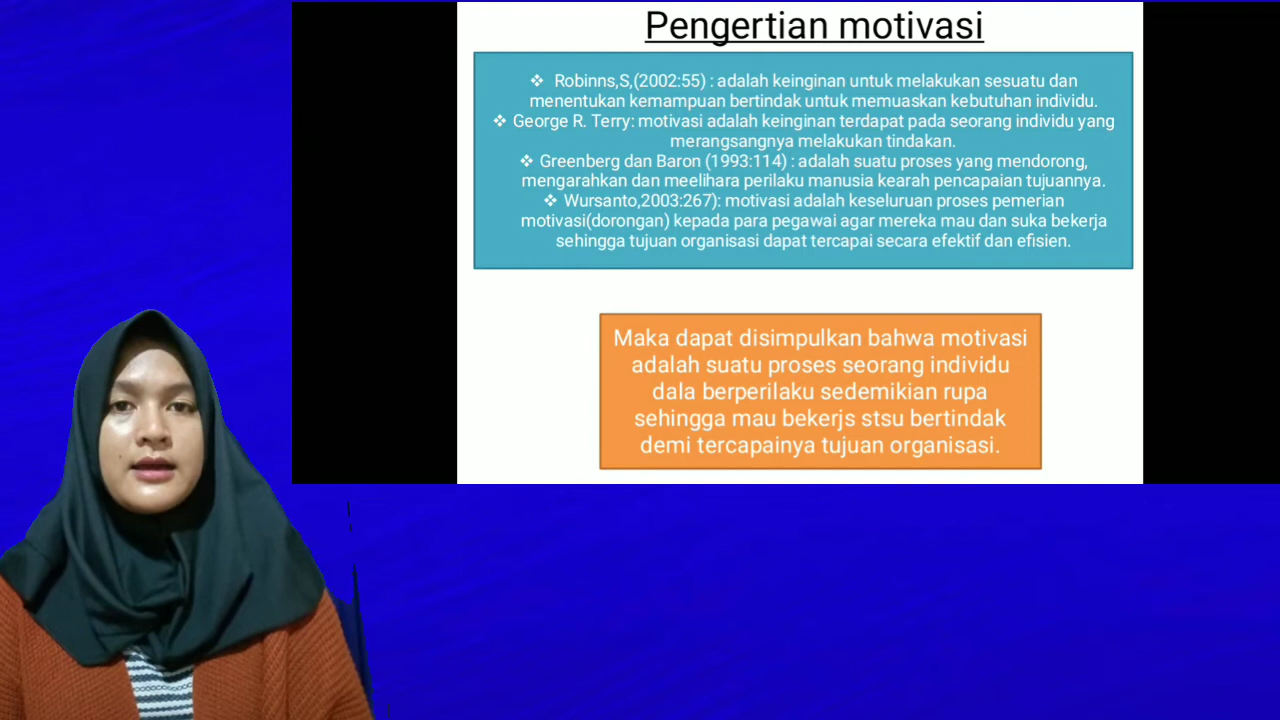 Pengertian motivasi
❖ Robinns,S,(2002:55) : adalah keinginan untuk melakukan sesuatu dan
menentukan kemampuan bertindak untuk memuaskan kebutuhan individu.
❖ George R. Terry: motivasi adalah keinginan terdapat pada seorang individu yang
merangsangnya melakukan tindakan.
❖ Greenberg dan Baron (1993:114) : adalah suatu proses yang mendorong,
mengarahkan dan meelihara perilaku manusia kearah pencapaian tujuannya.
❖ Wursanto,2003:267): motivasi adalah keseluruan proses pemerian
motivasi(dorongan) kepada para pegawai agar mereka mau dan suka bekerja
sehingga tujuan organisasi dapat tercapai secara efektif dan efisien.
Maka dapat disimpulkan bahwa motivasi
adalah suatu proses seorang individu
dala berperilaku sedemikian rupa
sehingga mau bekerjs stsu bertindak
demi tercapainya tujuan organisasi.